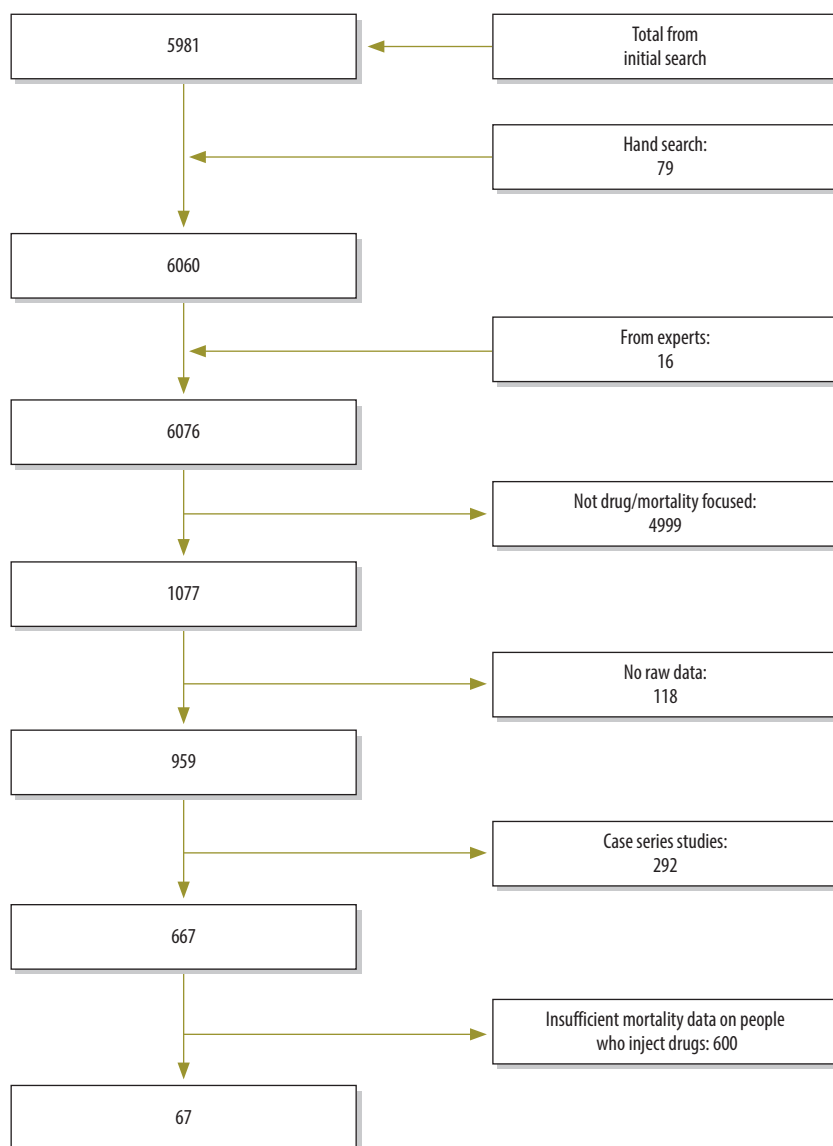 5981
Total from
initial search
Hand search:
79
6060
From experts:
16
6076
Not drug/mortality focused:
4999
1077
No raw data:
118
959
Case series studies:
292
667
Insufficient mortality data on people
who inject drugs: 600
67